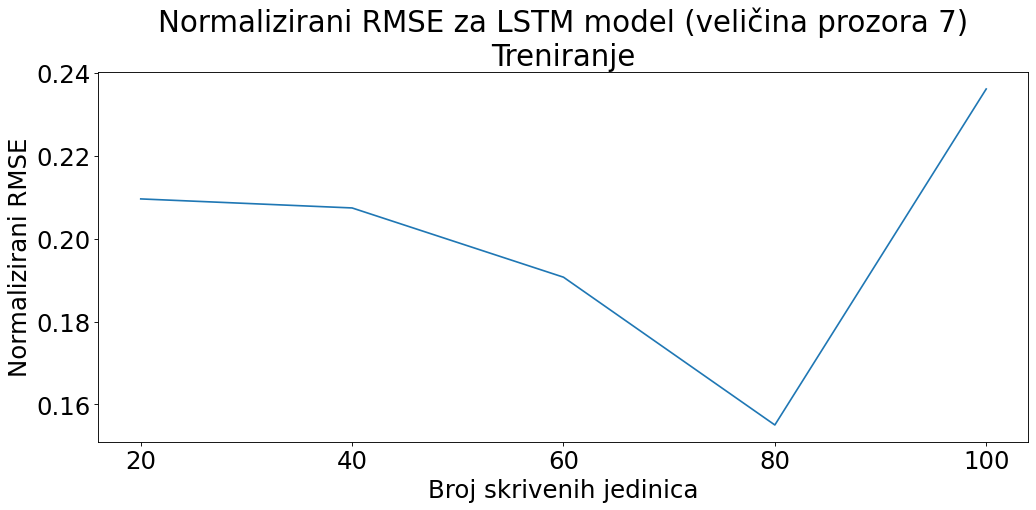 Normalizirani RMSE za LSTM model (veličina prozora 7)
Treniranje
Normalizirani RMSE
0.24
0.22
0.20
0.18
0.16
20 40 60 80 100
Broj skrivenih jedinica